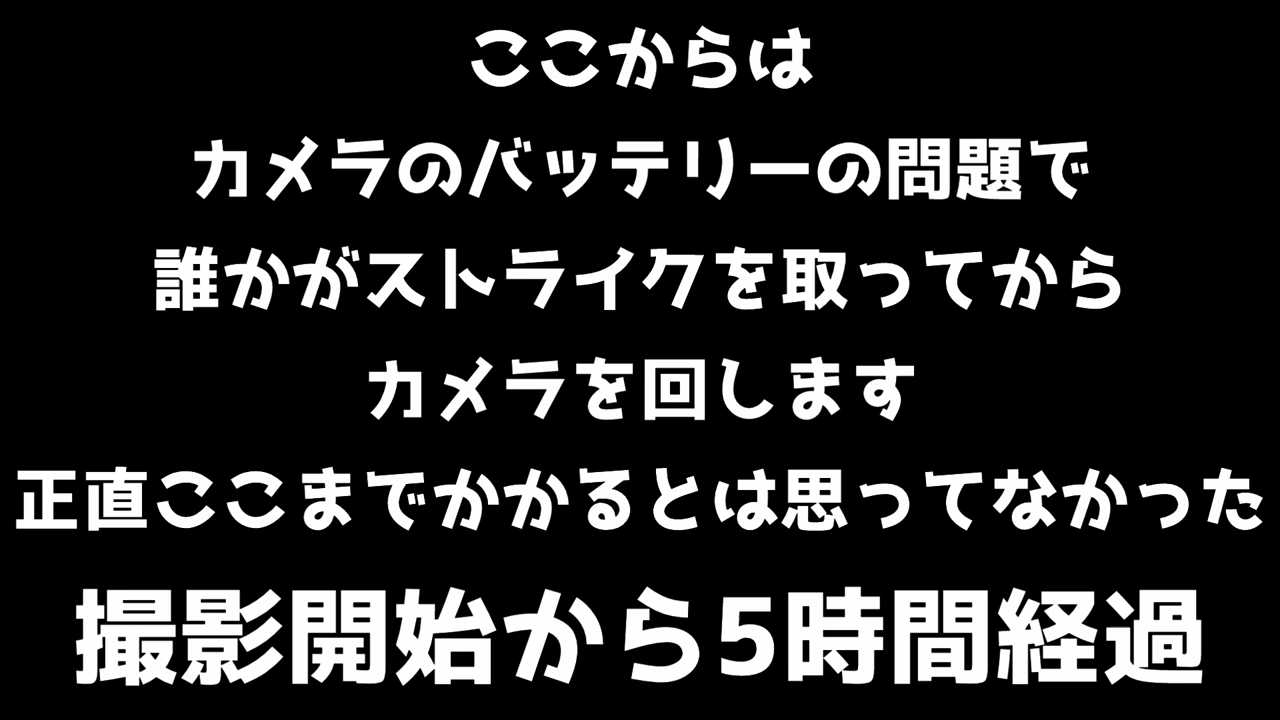 ここからは
カメラのバッテリーの問題で
誰かがストライクを取ってから
カメラを回します
正直ここまでかかるとは思ってなかった
撮影開始から5時間経過